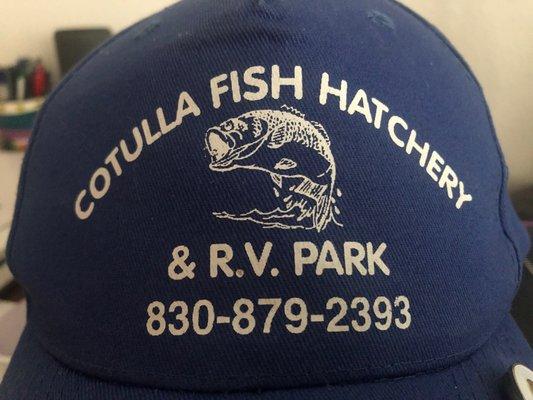 COTULLA FISH HATCHERY
& R.V. PARK
830-879-2393